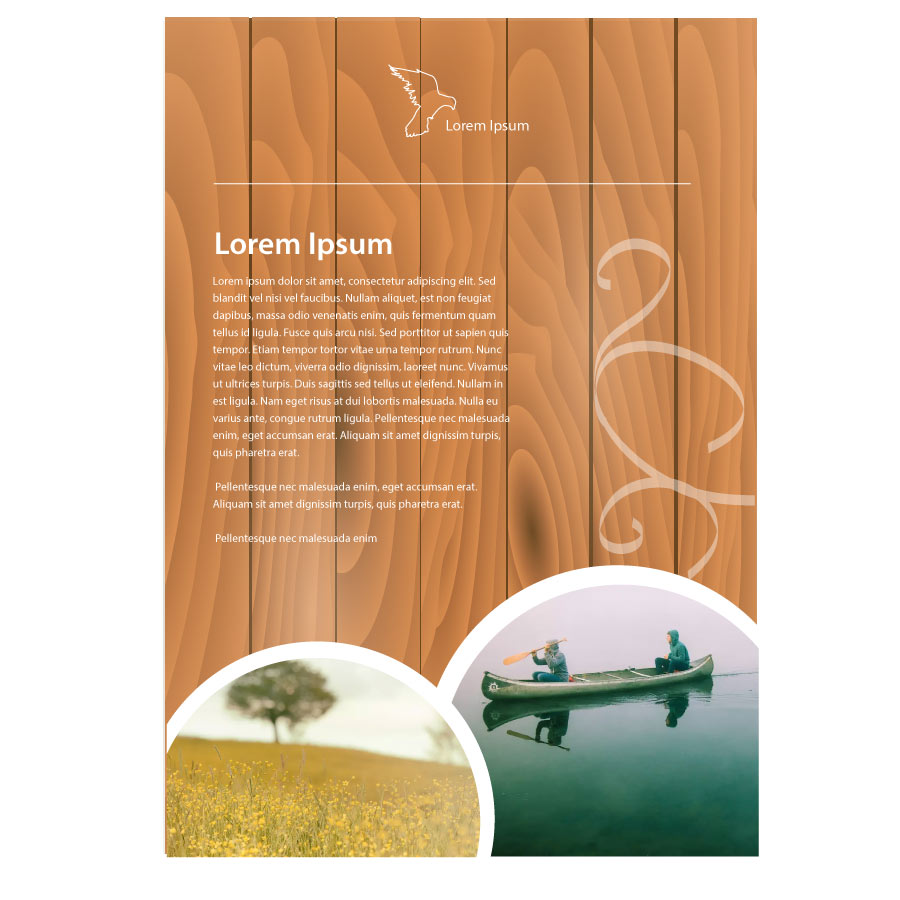 Lorem Ipsum
Lorem Ipsum
Lorem ipsum dolor sit amet, consectetur adipiscing elit. Sed
blandit vel nisi vel faucibus. Nullam aliquet, est non feugiat
dapibus, massa odio venenatis enim, quis fermentum quam
tellus id ligula. Fusce quis arcu nisi. Sed porttitor ut sapien quis
tempor. Etiam tempor tortor vitae urna tempor rutrum. Nunc
vitae leo dictum, viverra odio dignissim, laoreet nunc. Vivamus
ut ultrices turpis. Duis sagittis sed tellus ut eleifend. Nullam in
est ligula. Nam eget risus at dui lobortis malesuada. Nulla eu
varius ante, congue rutrum ligula. Pellentesque nec malesuada
enim, eget accumsan erat. Aliquam sit amet dignissim turpis,
quis pharetra erat.
Pellentesque nec malesuada enim, eget accumsan erat.
Aliquam sit amet dignissim turpis, quis pharetra erat.
Pellentesque nec malesuada enim